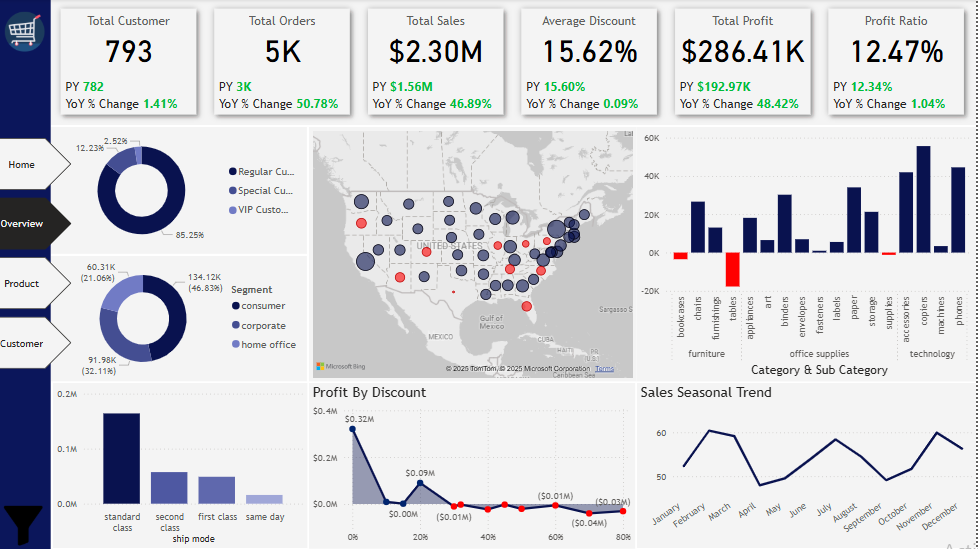 Total Customer
793
PY 782
YoY % Change 1.41%
Total Orders
5K
PY 3K
YoY % Change 50.78%
Total Sales
$2.30M
PY $1.56M
YoY % Change 46.89%
Average Discount
15.62%
PY 15.60%
YoY % Change 0.09%
Total Profit
$286.41K
PY $192.97K
YoY % Change 48.42%
Profit Ratio
12.47%
PY 12.34%
YoY % Change 1.04%
Home
Overview
Product
Customer
2.52%
12.23%
85.25%
Regular Cu...
Special Cu...
VIP Custo...
60.31K
(21.06%)
134.12K
(46.83%)
91.98K
(32.11%)
Segment
consumer
corporate
home office
UNITED STATES
MEXICO
Gulf of
Mexico
CUBA
HAITI
PR
U.S.)
Sargasso S
Caribbean Sea
Microsoft Bing
© 2025 TomTom, © 2025 Microsoft Corporation Terms
60K
40K
20K
0K
-20K
bookcases
chairs
furnishings
tables
appliances
art
binders
envelopes
fasteners
labels
paper
storage
supplies
accessories
copiers
machines
phones
furniture
office supplies
technology
Category & Sub Category
0.2M
0.1M
0.0M
standard
class
second
class
first class
same day
ship mode
Profit By Discount
$0.4M
$0.2M
$0.0M
$0.32M
$0.00M
$0.09M
($0.01M)
($0.01M)
($0.04M)
($0.03M)
0%
20%
40%
60%
80%
Sales Seasonal Trend
60
50
January
February
March
April
May
June
July
August
September
October
November
December